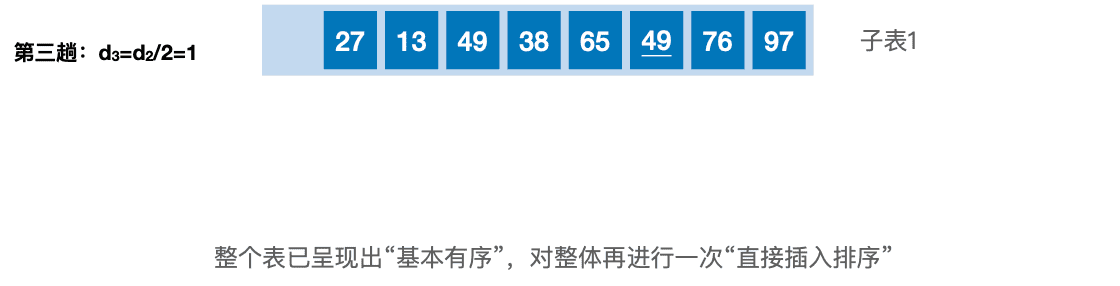 第三趟：d₃=d₂/2=1 27 13 49 38 65 49 76 97 子表1
整个表已呈现出“基本有序”，对整体再进行一次“直接插入排序”